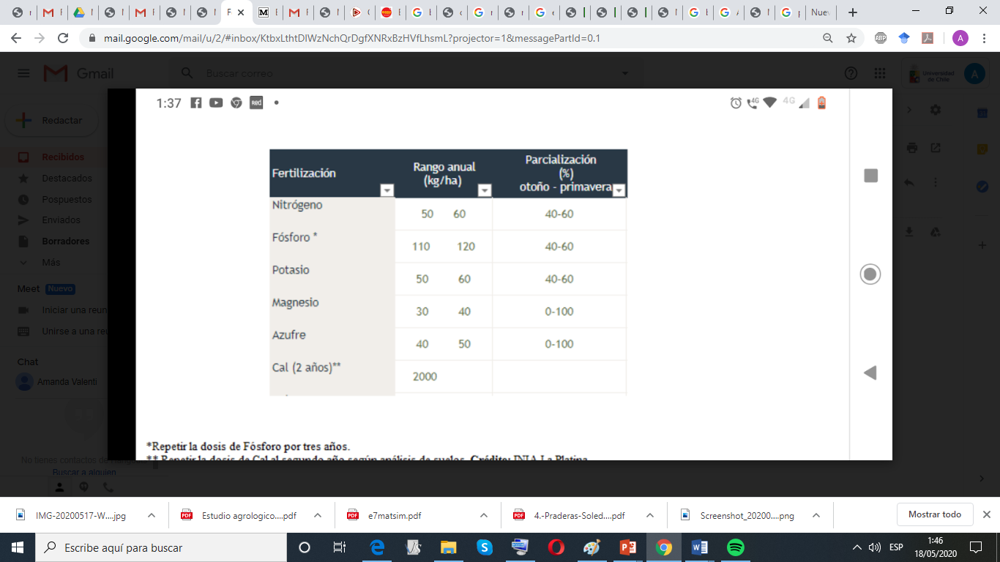 mail.google.com/mail/u/2/#inbox/KtbxLthtDlWzNchQrDgfXNRxBzHVfLhsmL?projector=1&messagePartId=0.1
ABP
A
Gmail
Buscar correo
Universidad
de Chile
A
Redactar
Recibidos
Destacados
Pospuestos
Enviados
Borradores
Más
Meet Nuevo
Iniciar una reun
Unirse a una re
Chat
Amanda Valenti
No tienes contactos de
Buscar a alguien
1:37
Red
4G
4G
Fertilización
Rango anual
(kg/ha)
Parcialización
(%)
otoño - primavera
Nitrógeno
50 60
40-60
Fósforo *
110 120
40-60
Potasio
50 60
40-60
Magnesio
30 40
0-100
Azufre
40 50
0-100
Cal (2 años)**
2000
*Repetir la dosis de Fósforo por tres años.
** Repetir la dosis de Cal al segundo año según análisis de suelos. Crédito: INIA La Platina
IMG-20200517-W....jpg
Estudio agrologico....pdf
e7matsim.pdf
4.-Praderas-Soled....pdf
Screenshot_20200....png
Mostrar todo
Escribe aquí para buscar
ESP
1:46
18/05/2020